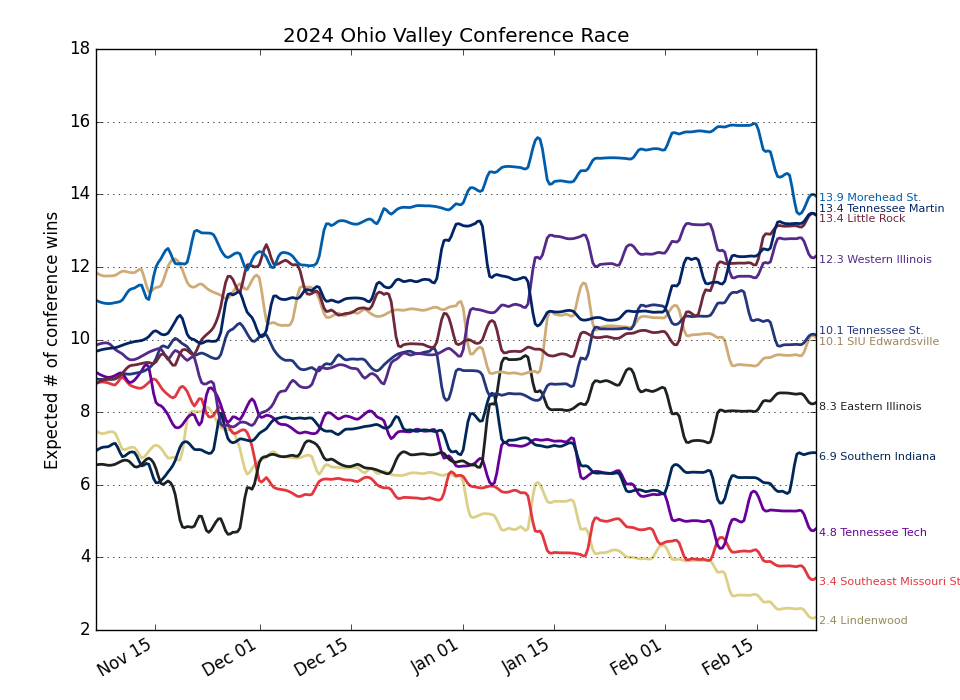 2024 Ohio Valley Conference Race
Expected # of conference wins
18
16
14
12
10
8
6
4
2
13.9 Morehead St.
13.4 Tennessee Martin
13.4 Little Rock
12.3 Western Illinois
10.1 Tennessee St.
10.1 SIU Edwardsville
8.3 Eastern Illinois
6.9 Southern Indiana
4.8 Tennessee Tech
3.4 Southeast Missouri St
2.4 Lindenwood
Nov 15
Dec 01
Dec 15
Jan 01
Jan 15
Feb 01
Feb 15